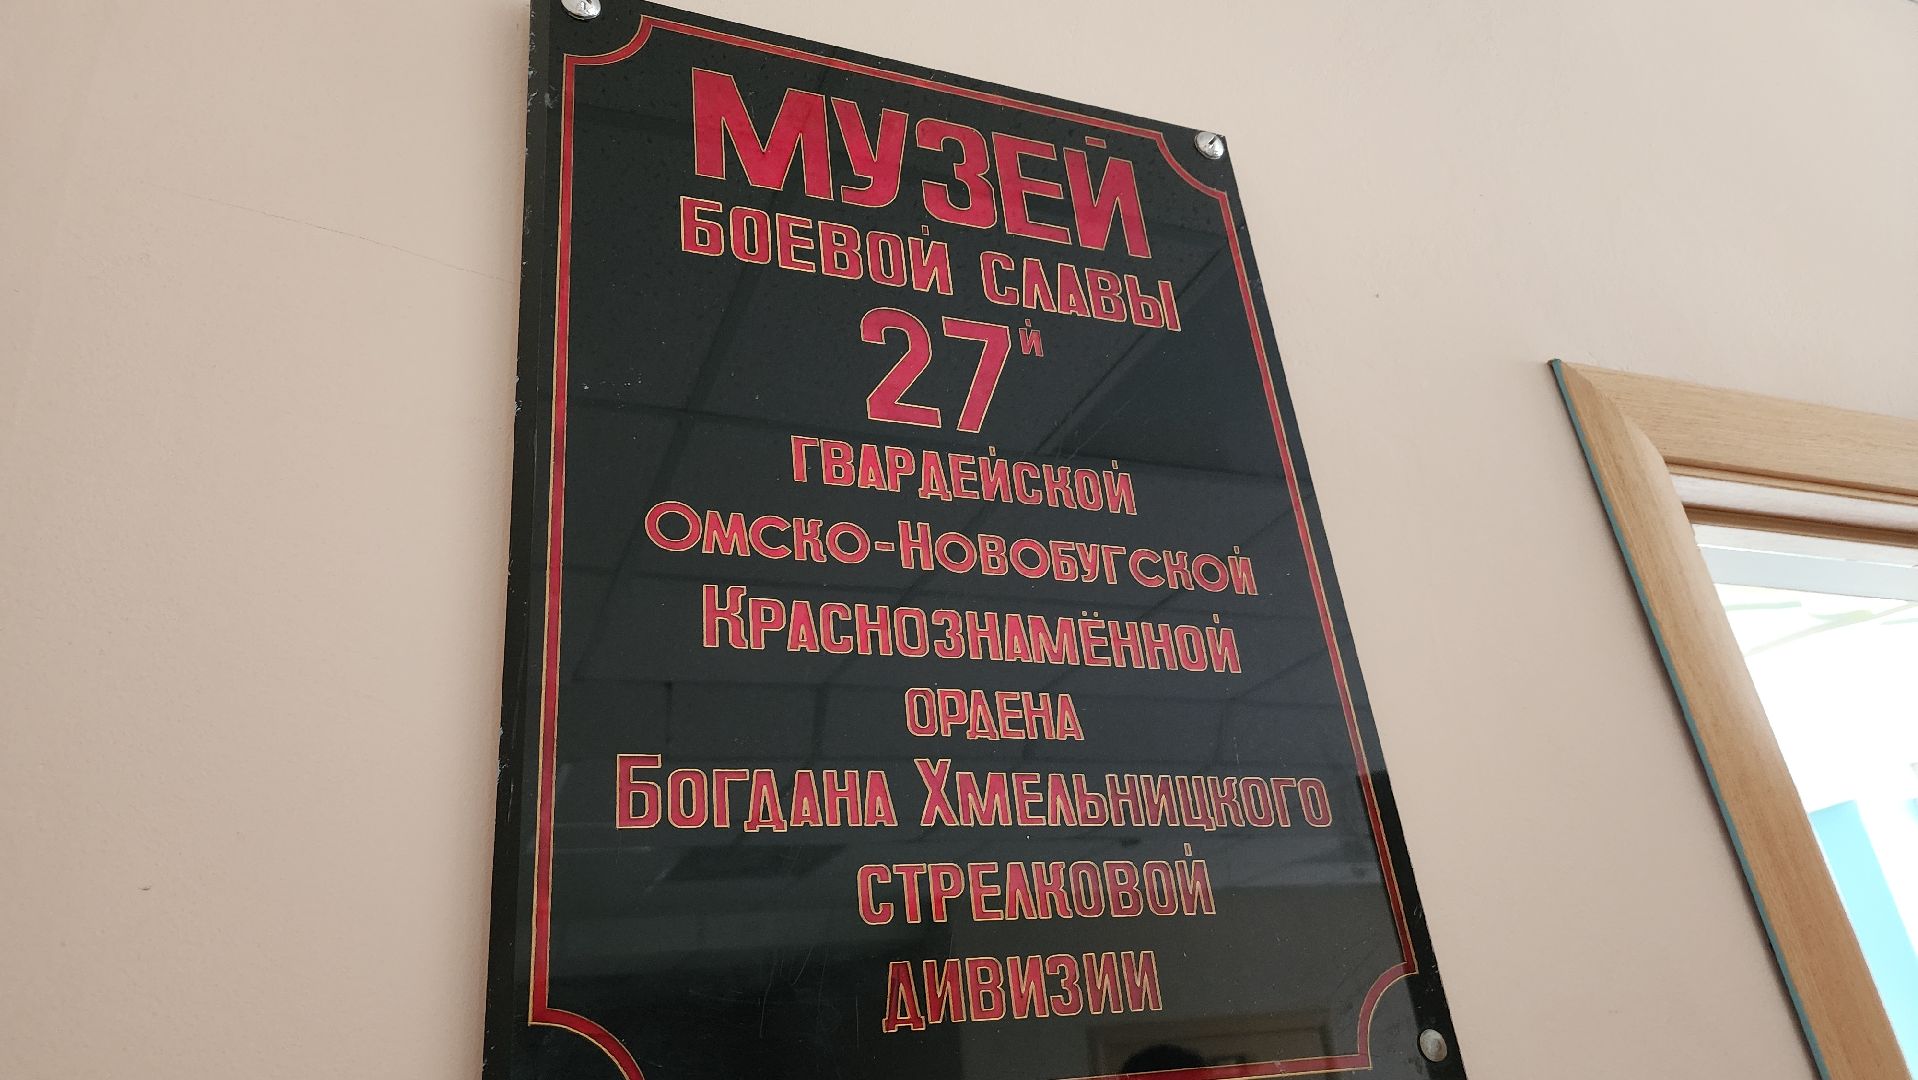 МУЗЕЙ
БОЕВОЙ СЛАВЫ
27й
ГВАРДЕЙСКОЙ
ОМСКО-НОВОБУГСКОЙ
КРАСНОЗНАМЁННОЙ
ОРДЕНА
БОГДАНА ХМЕЛЬНИЦКОГО
СТРЕЛКОВОЙ
ДИВИЗИИ